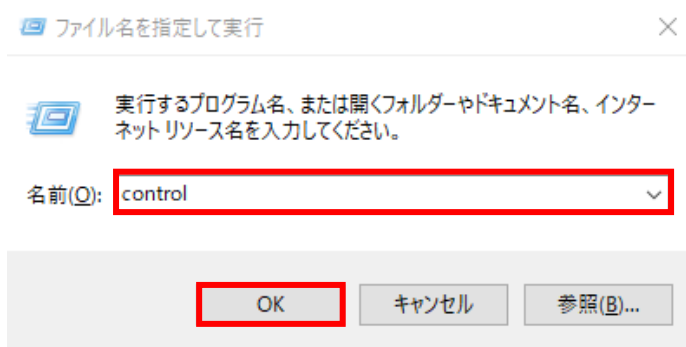 ファイル名を指定して実行
実行するプログラム名、または開くフォルダーやドキュメント名、インター
ネット リソース名を入力してください。
名前(O): control
OK キャンセル 参照(B)...